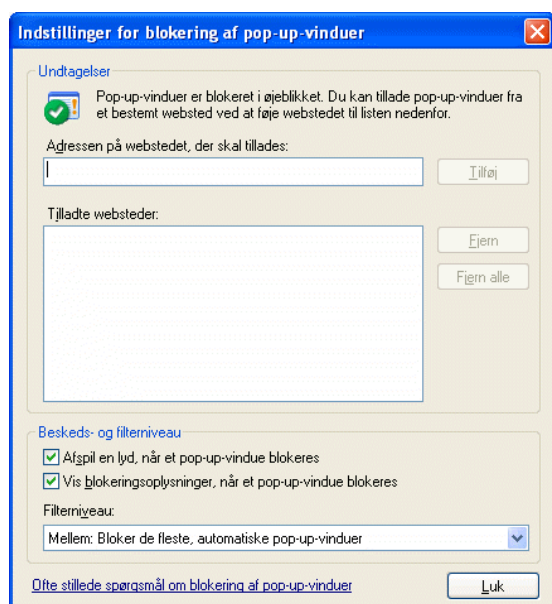 Indstillinger for blokering af pop-up-vinduer
Undtagelser
Pop-up-vinduer er blokeret i øjeblikket. Du kan tillade pop-up-vinduer fra
et bestemt websted ved at føje webstedet til listen nedenfor.
Adressen på webstedet, der skal tillades:
Tilføj
Tilladte websteder:
Fjern
Fjern alle
Beskeds- og filterniveau
Afspil en lyd, når et pop-up-vindue blokeres
Vis blokeringsoplysninger, når et pop-up-vindue blokeres
Filterniveau:
Mellem: Bloker de fleste, automatiske pop-up-vinduer
Ofte stillede spørgsmål om blokering af pop-up-vinduer
Luk